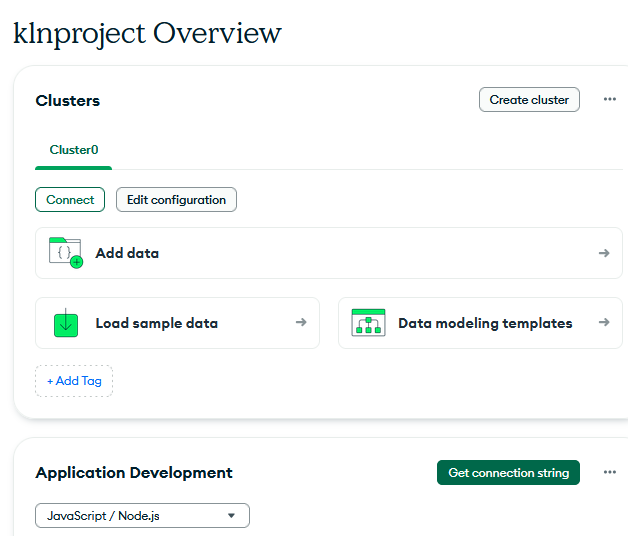 klnproject Overview
Clusters
Create cluster
Cluster0
Connect
Edit configuration
{ } Add data
Load sample data
Data modeling templates
+ Add Tag
Application Development
Get connection string
JavaScript / Node.js